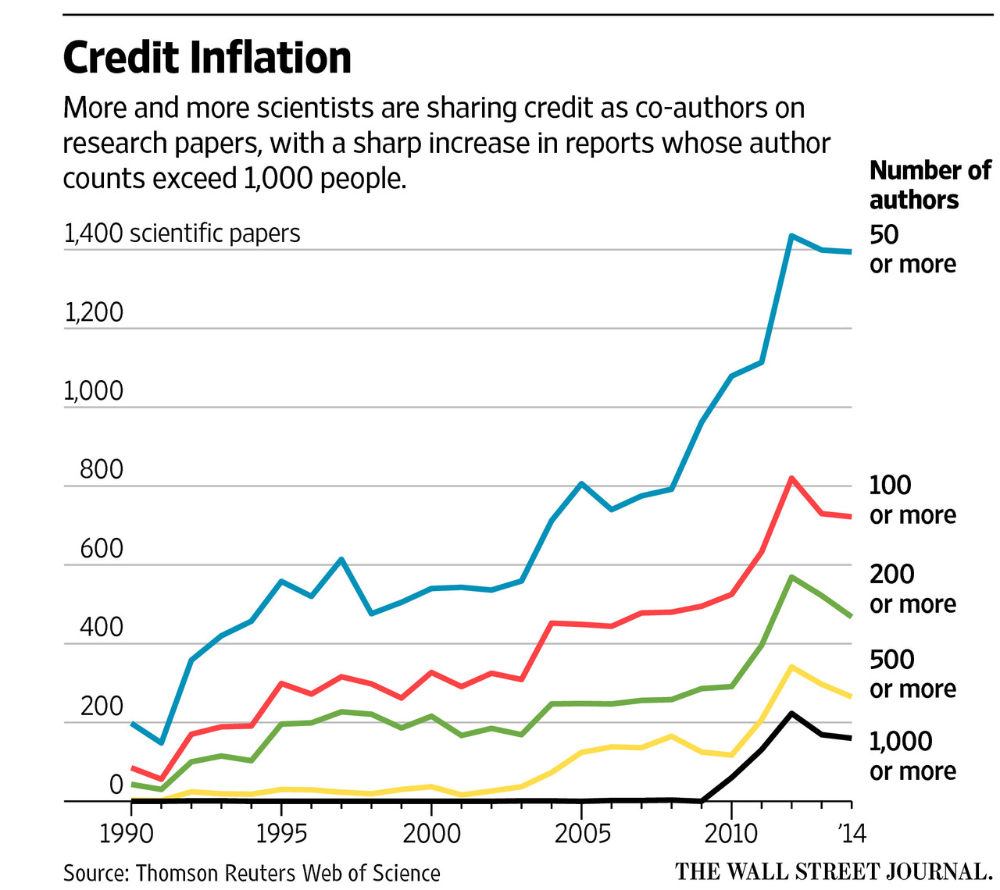 Credit Inflation
More and more scientists are sharing credit as co-authors on
research papers, with a sharp increase in reports whose author
counts exceed 1,000 people.
Number of
authors
50
or more
1,400 scientific papers
1,200
1,000
800
100
or more
600
200
or more
400
500
or more
200
1,000
or more
0
1990 1995 2000 2005 2010 ’14
Source: Thomson Reuters Web of Science
THE WALL STREET JOURNAL.